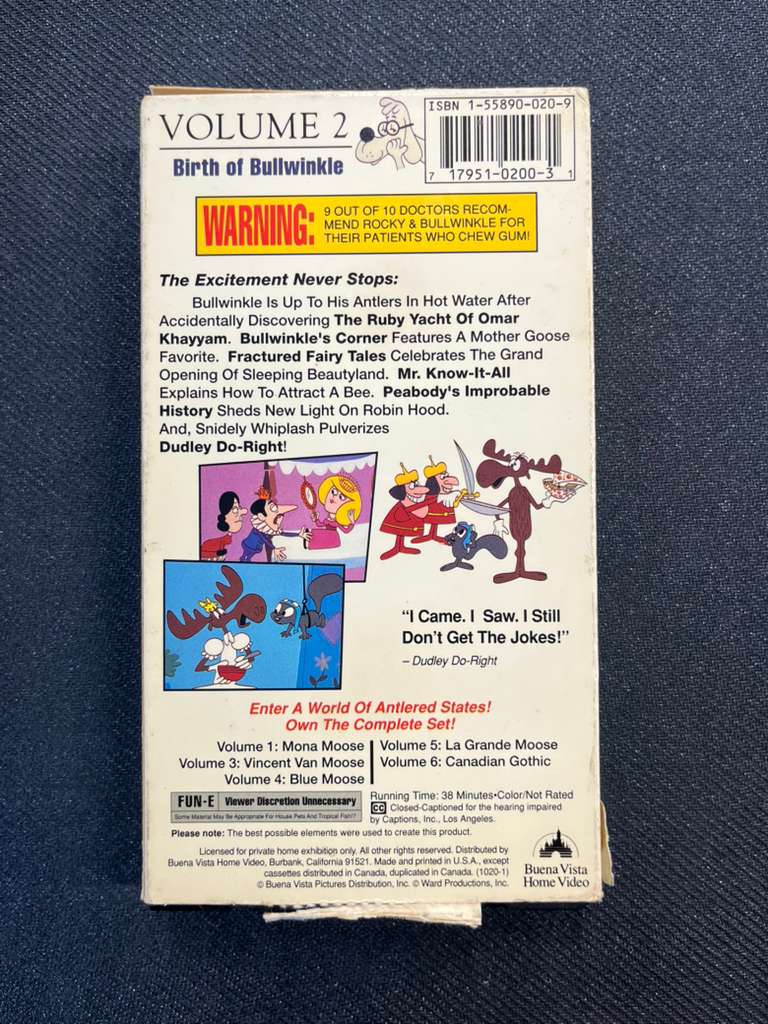 VOLUME 2
Birth of Bullwinkle
ISBN 1-55890-020-9
7 17951-0200-3 1
WARNING: 9 OUT OF 10 DOCTORS RECOM-
MEND ROCKY & BULLWINKLE FOR
THEIR PATIENTS WHO CHEW GUM!
The Excitement Never Stops:
Bullwinkle Is Up To His Antlers In Hot Water After
Accidentally Discovering The Ruby Yacht Of Omar
Khayyam. Bullwinkle's Corner Features A Mother Goose
Favorite. Fractured Fairy Tales Celebrates The Grand
Opening Of Sleeping Beautyland. Mr. Know-It-All
Explains How To Attract A Bee. Peabody's Improbable
History Sheds New Light On Robin Hood.
And, Snidely Whiplash Pulverizes
Dudley Do-Right!
"I Came. I Saw. I Still
Don't Get The Jokes!"
– Dudley Do-Right
Enter A World Of Antlered States!
Own The Complete Set!
Volume 1: Mona Moose
Volume 3: Vincent Van Moose
Volume 4: Blue Moose
Volume 5: La Grande Moose
Volume 6: Canadian Gothic
FUN-E Viewer Discretion Unnecessary
Some Material May Be Appropriate For House Pets And Tropical Fish!?
Running Time: 38 Minutes•Color/Not Rated
CC Closed-Captioned for the hearing impaired
by Captions, Inc., Los Angeles.
Please note: The best possible elements were used to create this product.
Licensed for private home exhibition only. All other rights reserved. Distributed by
Buena Vista Home Video, Burbank, California 91521. Made and printed in U.S.A., except
cassettes distributed in Canada, duplicated in Canada. (1020-1)
© Buena Vista Pictures Distribution, Inc. © Ward Productions, Inc.
Buena Vista
Home Video